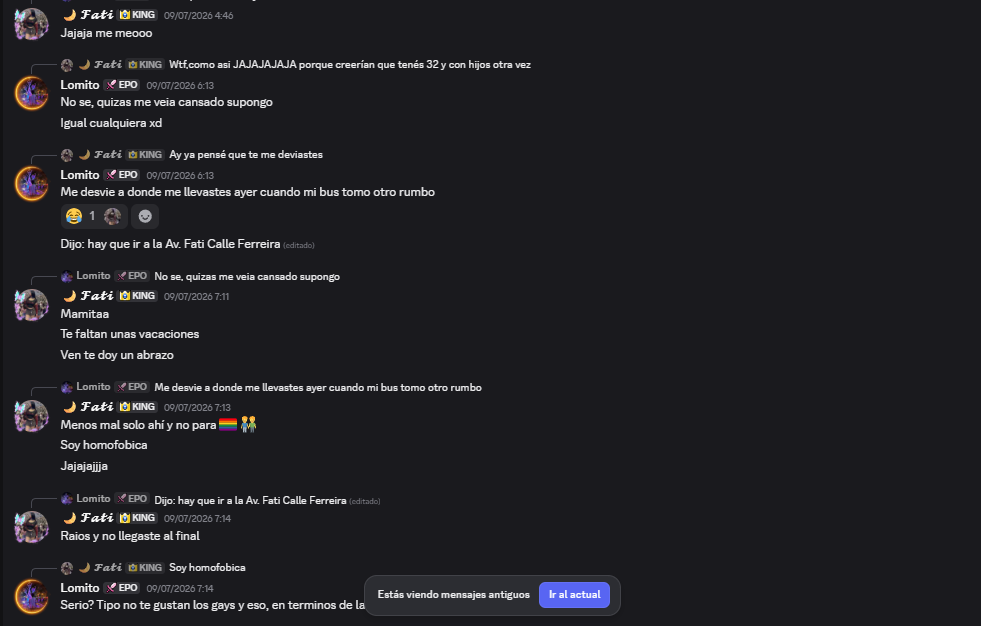 Fati KING 09/07/2026 4:46
Jajaja me meooo
Fati KING Wtf,como asi JAJAJAJAJA porque creerían que tenés 32 y con hijos otra vez
Lomito EPO 09/07/2026 6:13
No se, quizas me veia cansado supongo
Igual cualquiera xd
Fati KING Ay ya pensé que te me deviastes
Lomito EPO 09/07/2026 6:13
Me desvie a donde me llevastes ayer cuando mi bus tomo otro rumbo
😂 1
Dijo: hay que ir a la Av. Fati Calle Ferreira (editado)
Lomito EPO No se, quizas me veia cansado supongo
Fati KING 09/07/2026 7:11
Mamitaa
Te faltan unas vacaciones
Ven te doy un abrazo
Lomito EPO Me desvie a donde me llevastes ayer cuando mi bus tomo otro rumbo
Fati KING 09/07/2026 7:13
Menos mal solo ahí y no para 🏳️‍🌈 👬
Soy homofobica
Jajajajjja
Lomito EPO Dijo: hay que ir a la Av. Fati Calle Ferreira (editado)
Fati KING 09/07/2026 7:14
Raios y no llegaste al final
Fati KING Soy homofobica
Lomito EPO 09/07/2026 7:14
Serio? Tipo no te gustan los gays y eso, en terminos de la
Estás viendo mensajes antiguos Ir al actual